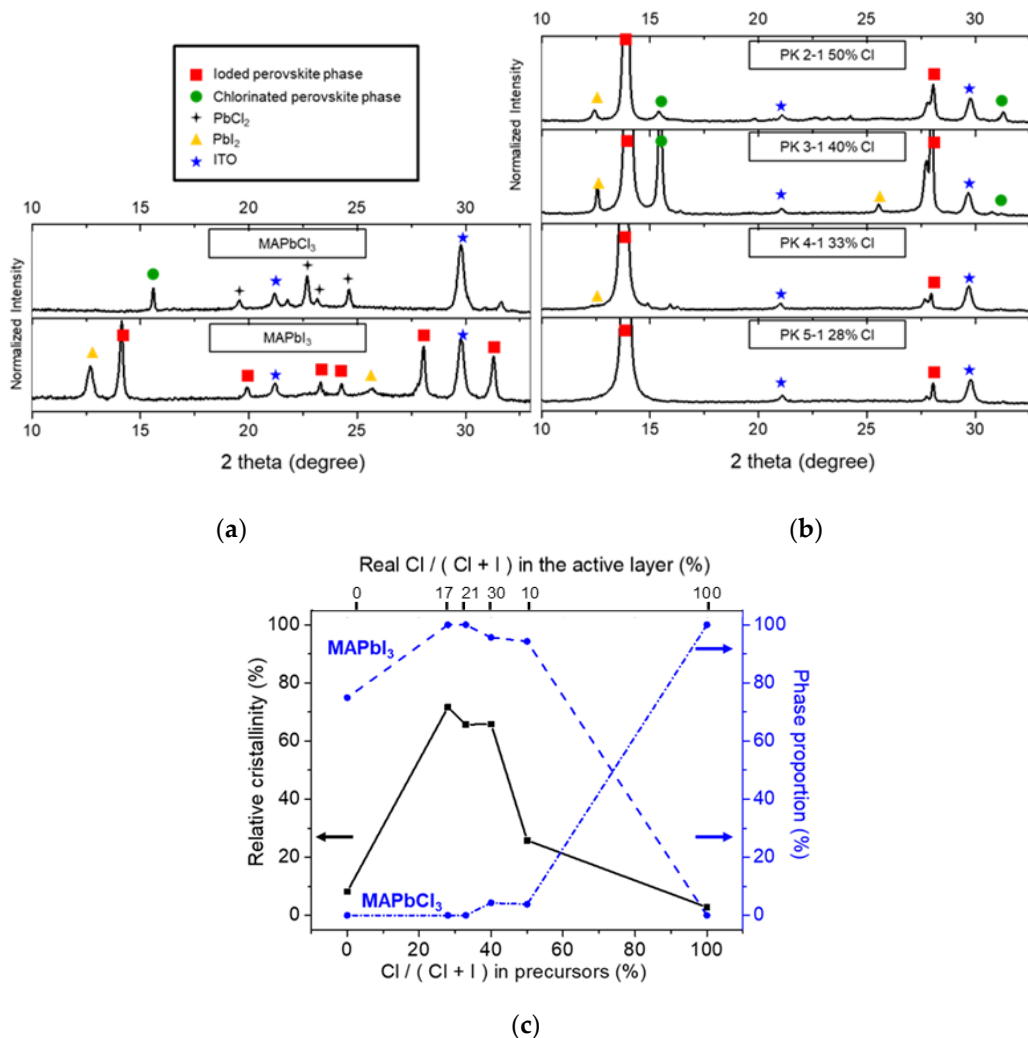 Ioded perovskite phase
Chlorinated perovskite phase
PbCl2
PbI2
ITO
10 15 20 25 30
MAPbCl3
MAPbI3
Normalized Intensity
10 15 20 25 30
2 theta (degree)
(a)
10 15 20 25 30
PK 2-1 50% Cl
PK 3-1 40% Cl
PK 4-1 33% Cl
PK 5-1 28% Cl
Normalized Intensity
Normalized Intensity
10 15 20 25 30
2 theta (degree)
(b)
Real Cl / ( Cl + I ) in the active layer (%)
0 17 21 30 10 100
Relative cristallinity (%)
100
80
60
40
20
0
MAPbI3
MAPbCl3
100
80
60
40
20
0
Phase proportion (%)
0 20 40 60 80 100
Cl / ( Cl + I ) in precursors (%)
(c)